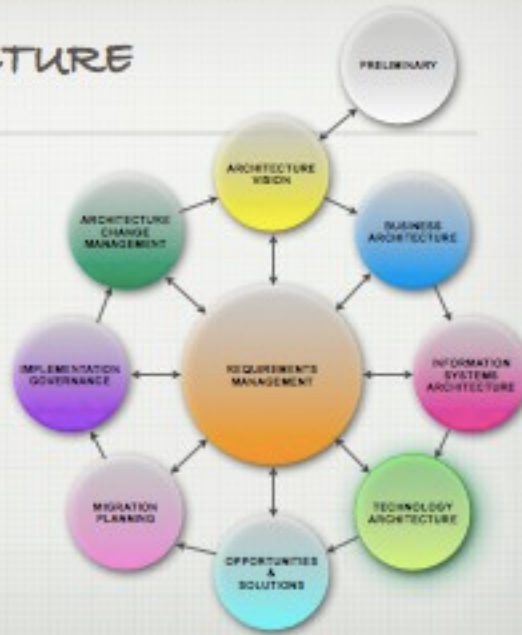 CTURE
PRELIMINARY
ARCHITECTURE
VISION
ARCHITECTURE
CHANGE
MANAGEMENT
BUSINESS
ARCHITECTURE
IMPLEMENTATION
GOVERNANCE
REQUIREMENTS
MANAGEMENT
INFORMATION
SYSTEMS
ARCHITECTURE
MIGRATION
PLANNING
TECHNOLOGY
ARCHITECTURE
OPPORTUNITIES
&
SOLUTIONS